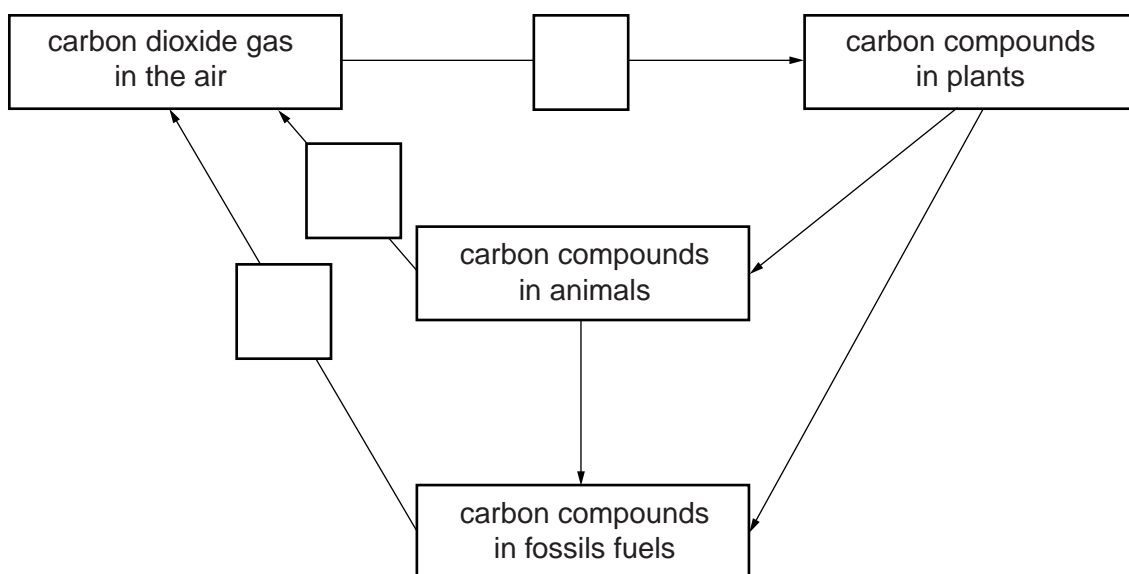 carbon dioxide gas
in the air
carbon compounds
in plants
carbon compounds
in animals
carbon compounds
in fossils fuels